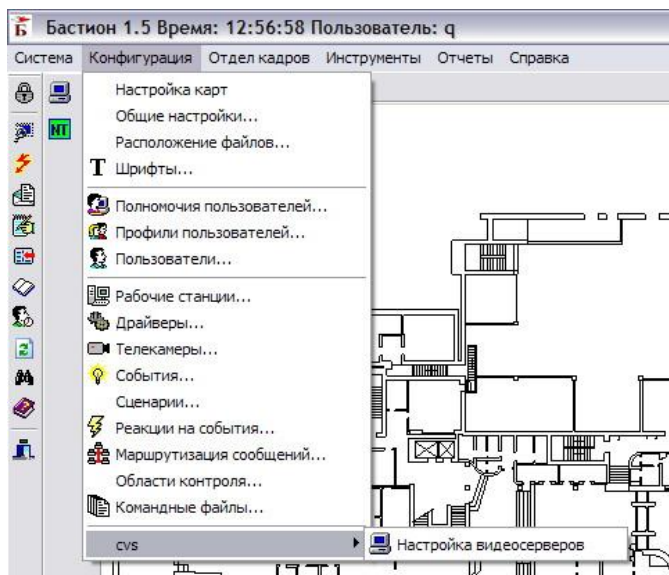 Бастион 1.5 Время: 12:56:58 Пользователь: q
Система Конфигурация Отдел кадров Инструменты Отчеты Справка
Настройка карт
Общие настройки...
Расположение файлов...
Шрифты...
NT
Полномочия пользователей...
Профили пользователей...
Пользователи...
Рабочие станции...
Драйверы...
Телекамеры...
События...
Сценарии...
Реакции на события...
Маршрутизация сообщений...
Области контроля...
Командные файлы...
cvs
Настройка видеосерверов